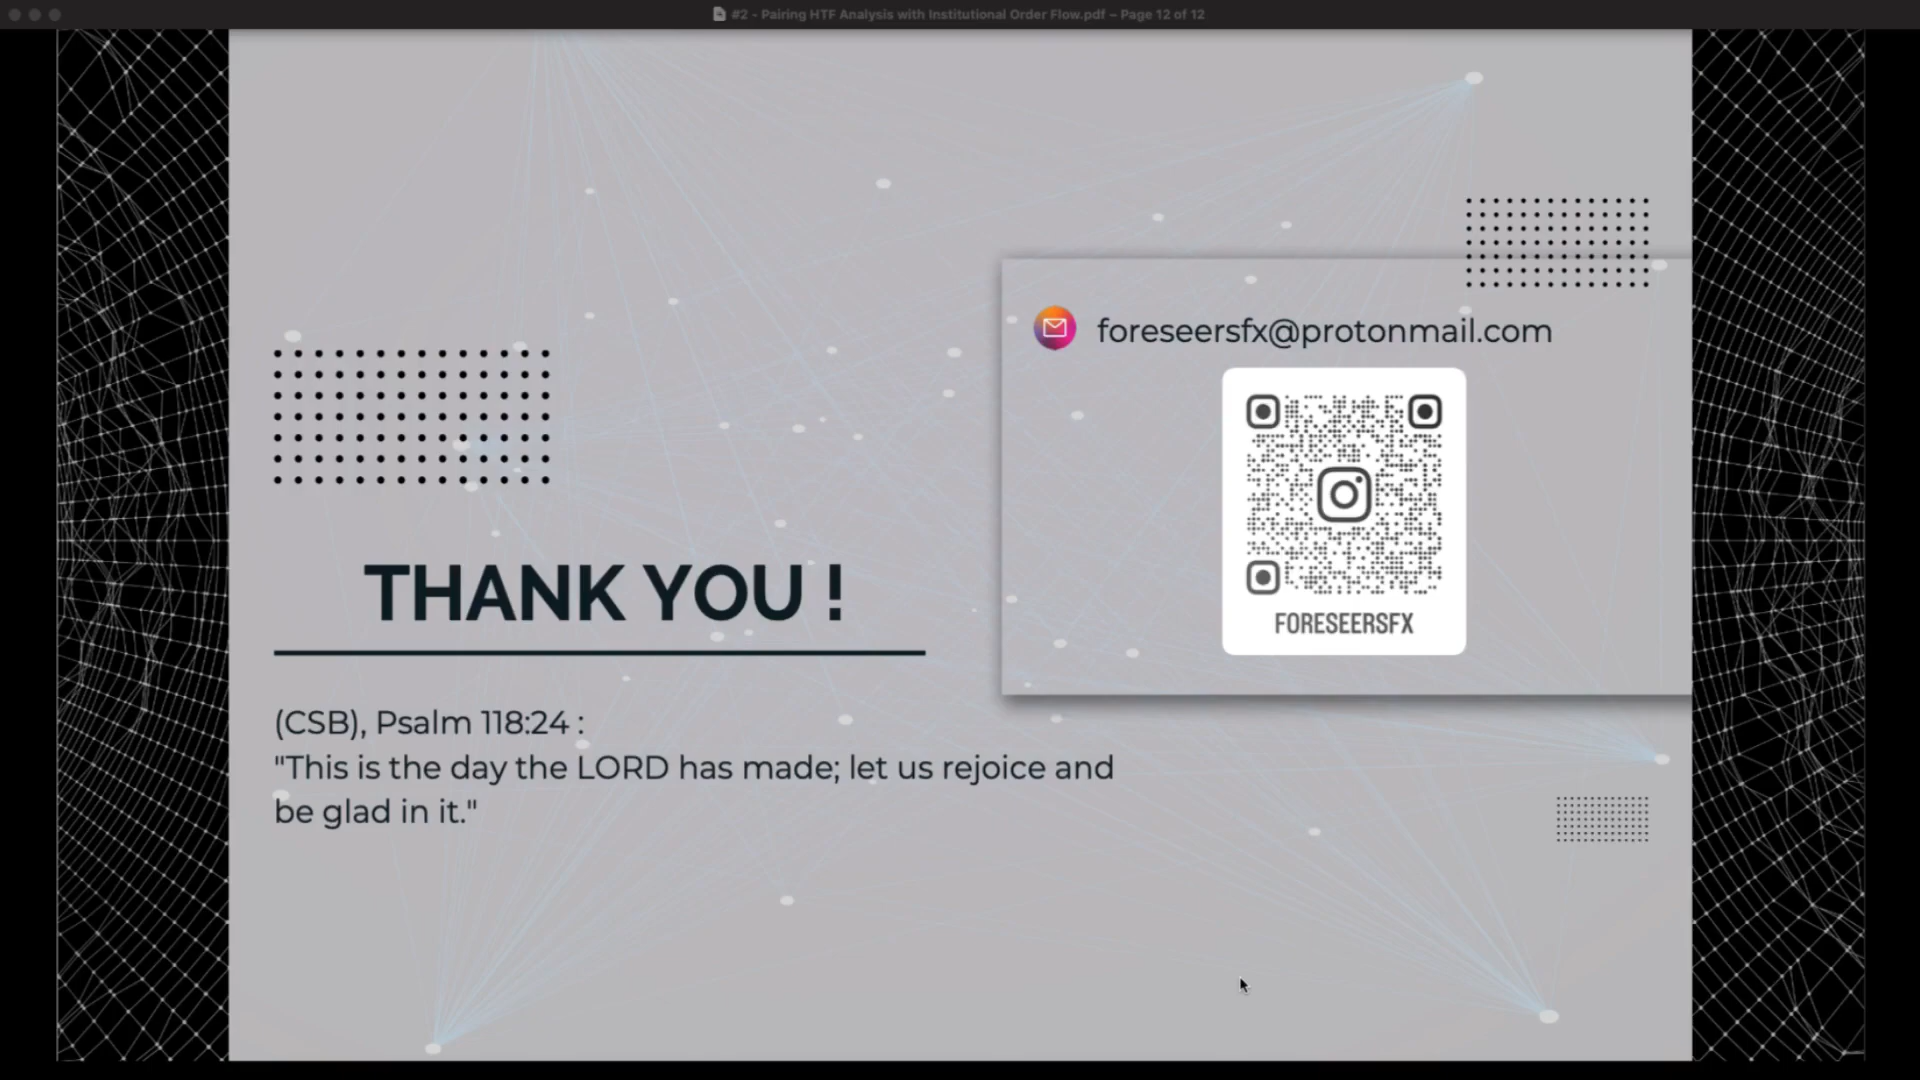 #2 - Pairing HTF Analysis with Institutional Order Flow.pdf – Page 12 of 12
foreseersfx@protonmail.com
FORESEERSFX
THANK YOU !
(CSB), Psalm 118:24 :
"This is the day the LORD has made; let us rejoice and
be glad in it."